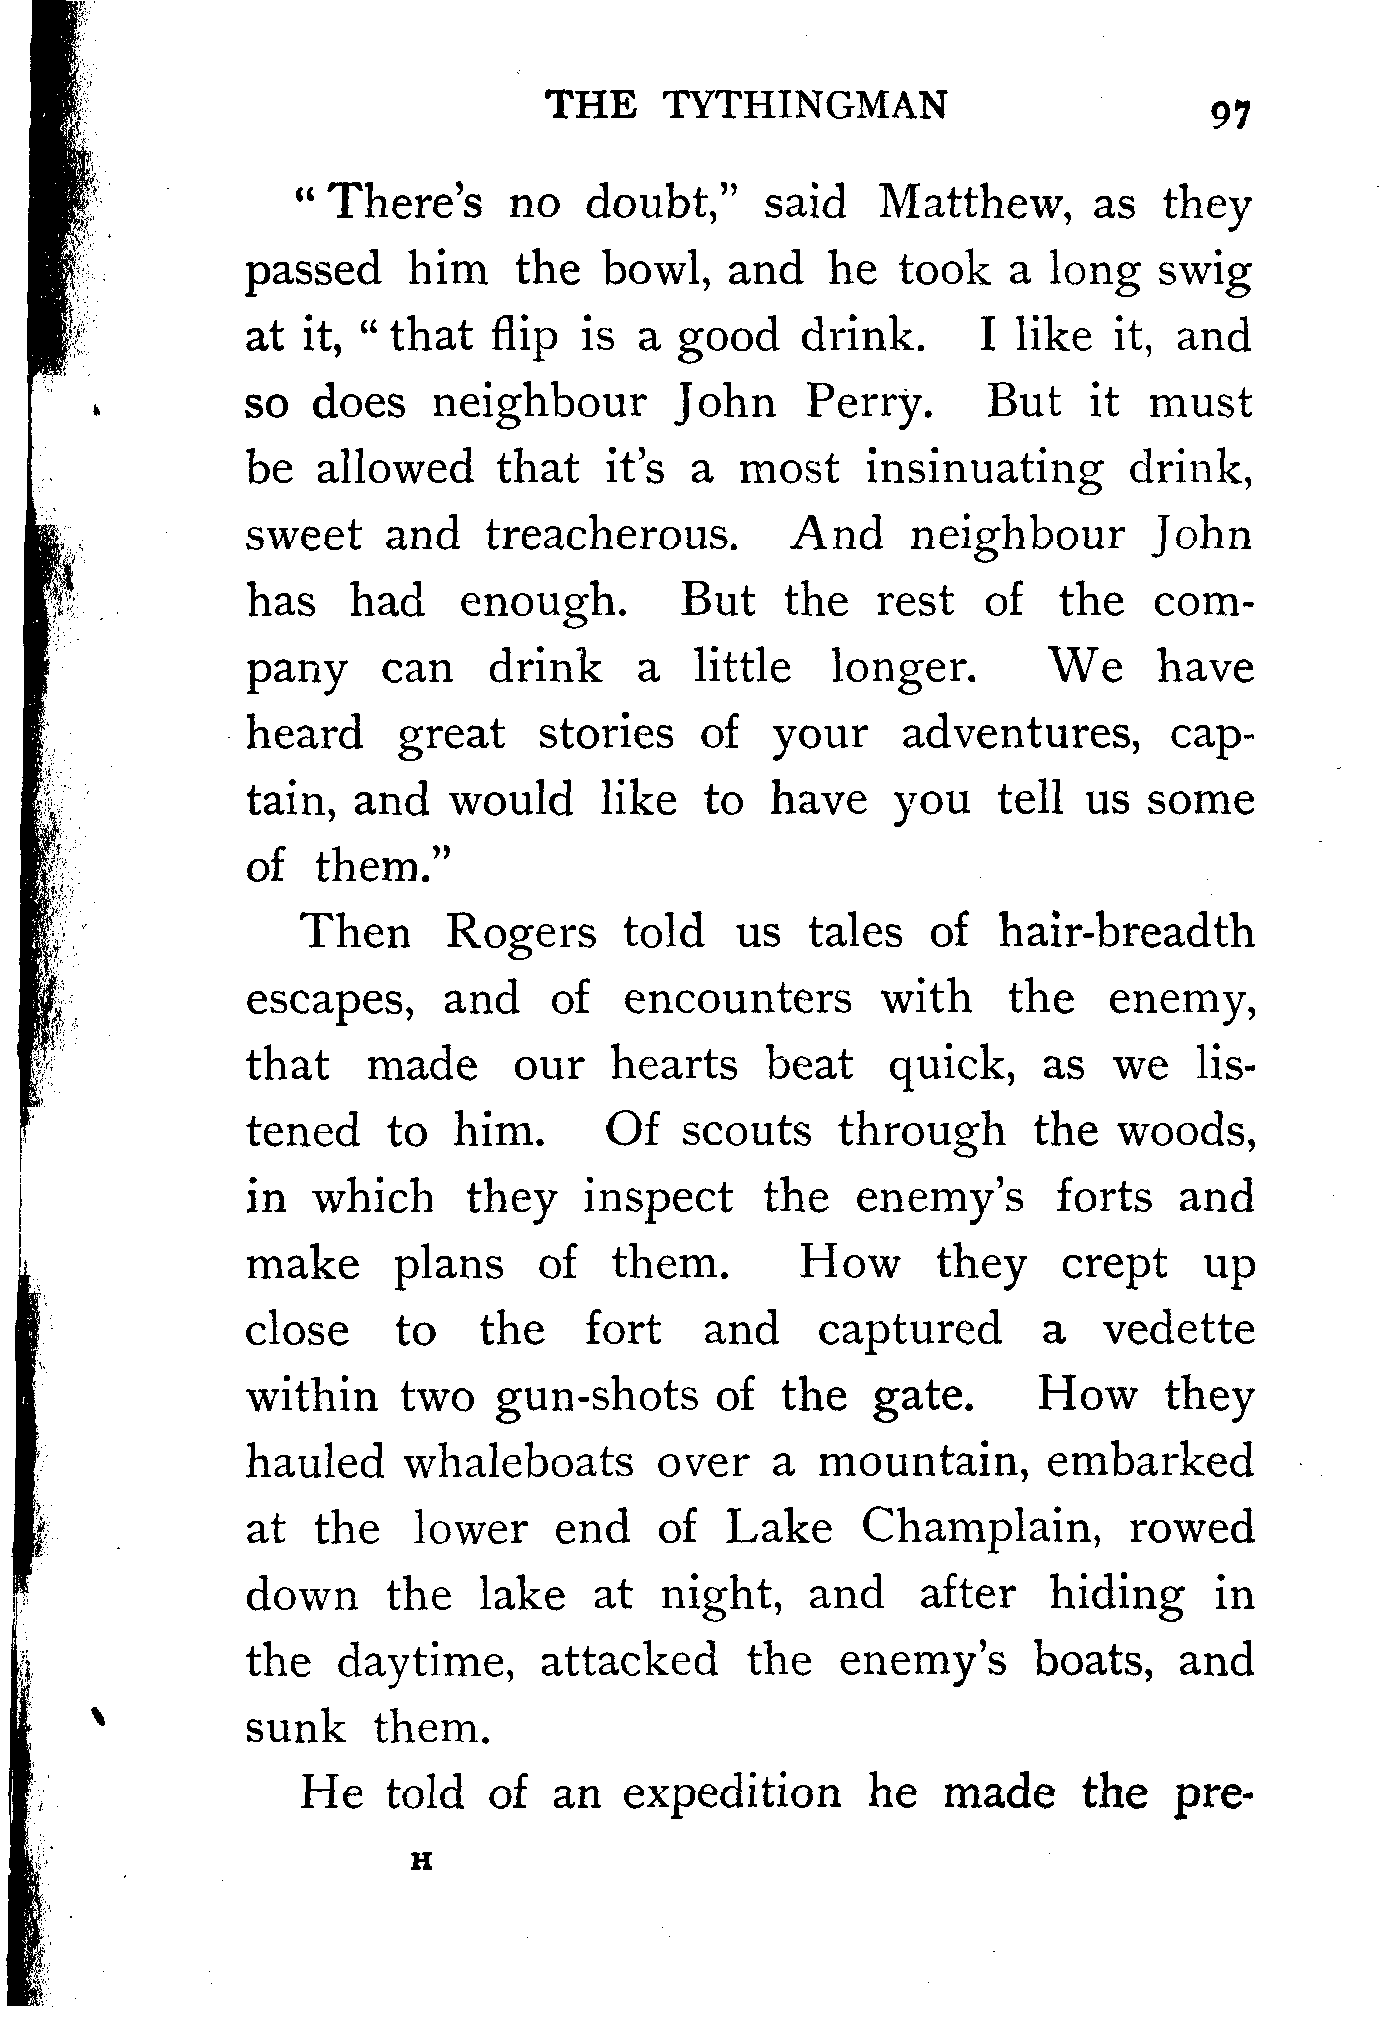 THE TYTHINGMAN 97
"There's no doubt," said Matthew, as they
passed him the bowl, and he took a long swig
at it, "that flip is a good drink. I like it, and
so does neighbour John Perry. But it must
be allowed that it's a most insinuating drink,
sweet and treacherous. And neighbour John
has had enough. But the rest of the com-
pany can drink a little longer. We have
heard great stories of your adventures, cap-
tain, and would like to have you tell us some
of them."
Then Rogers told us tales of hair-breadth
escapes, and of encounters with the enemy,
that made our hearts beat quick, as we lis-
tened to him. Of scouts through the woods,
in which they inspect the enemy's forts and
make plans of them. How they crept up
close to the fort and captured a vedette
within two gun-shots of the gate. How they
hauled whaleboats over a mountain, embarked
at the lower end of Lake Champlain, rowed
down the lake at night, and after hiding in
the daytime, attacked the enemy's boats, and
sunk them.
He told of an expedition he made the pre-
H